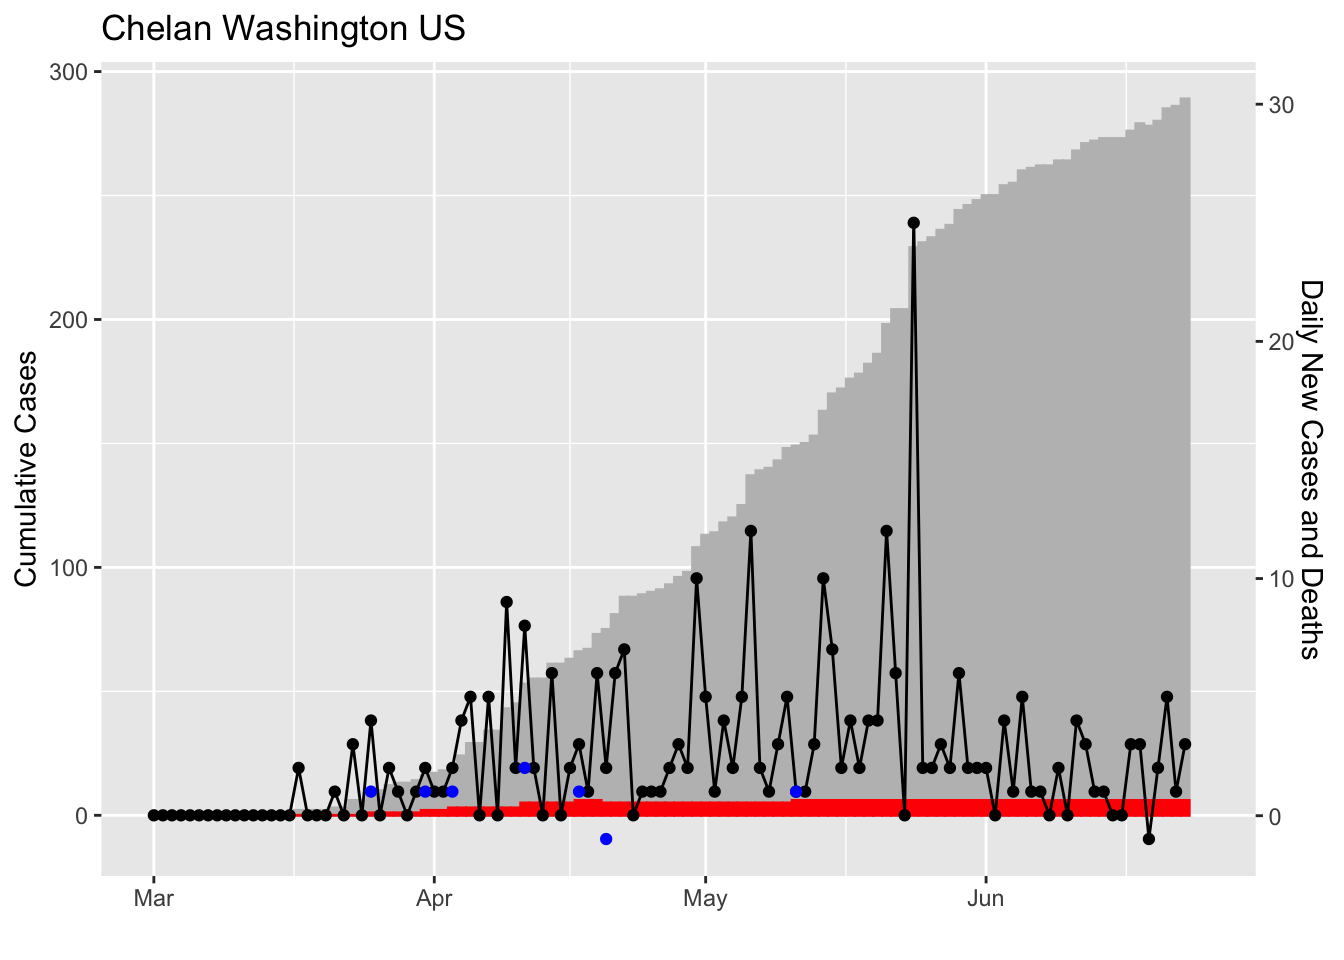 Chelan Washington US
300
200
100
0
Cumulative Cases
30
20
10
0
Daily New Cases and Deaths
Mar
Apr
May
Jun